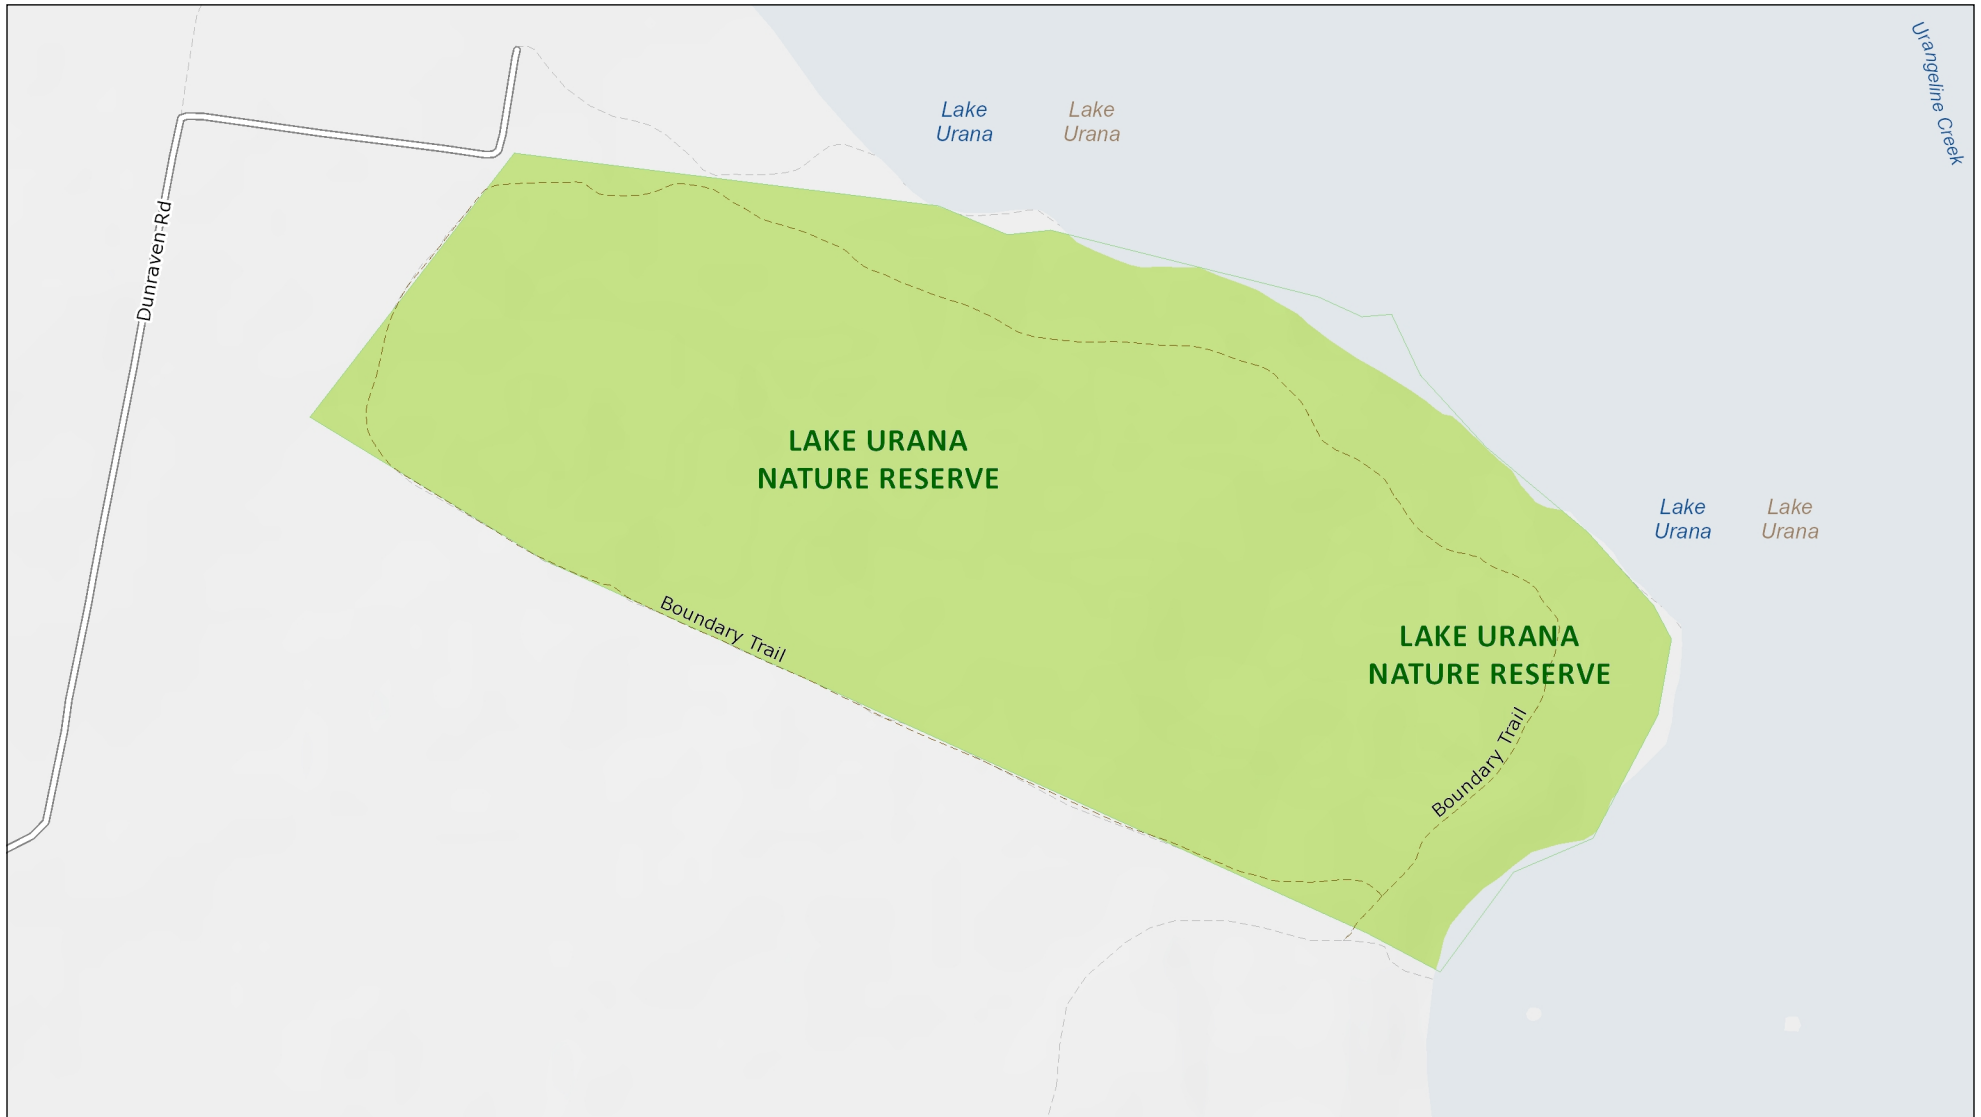 Urangeline Creek
Lake
Urana
Lake
Urana
Dunraven Rd
LAKE URANA
NATURE RESERVE
Lake
Urana
Lake
Urana
Boundary Trail
LAKE URANA
NATURE RESERVE
Boundary Trail